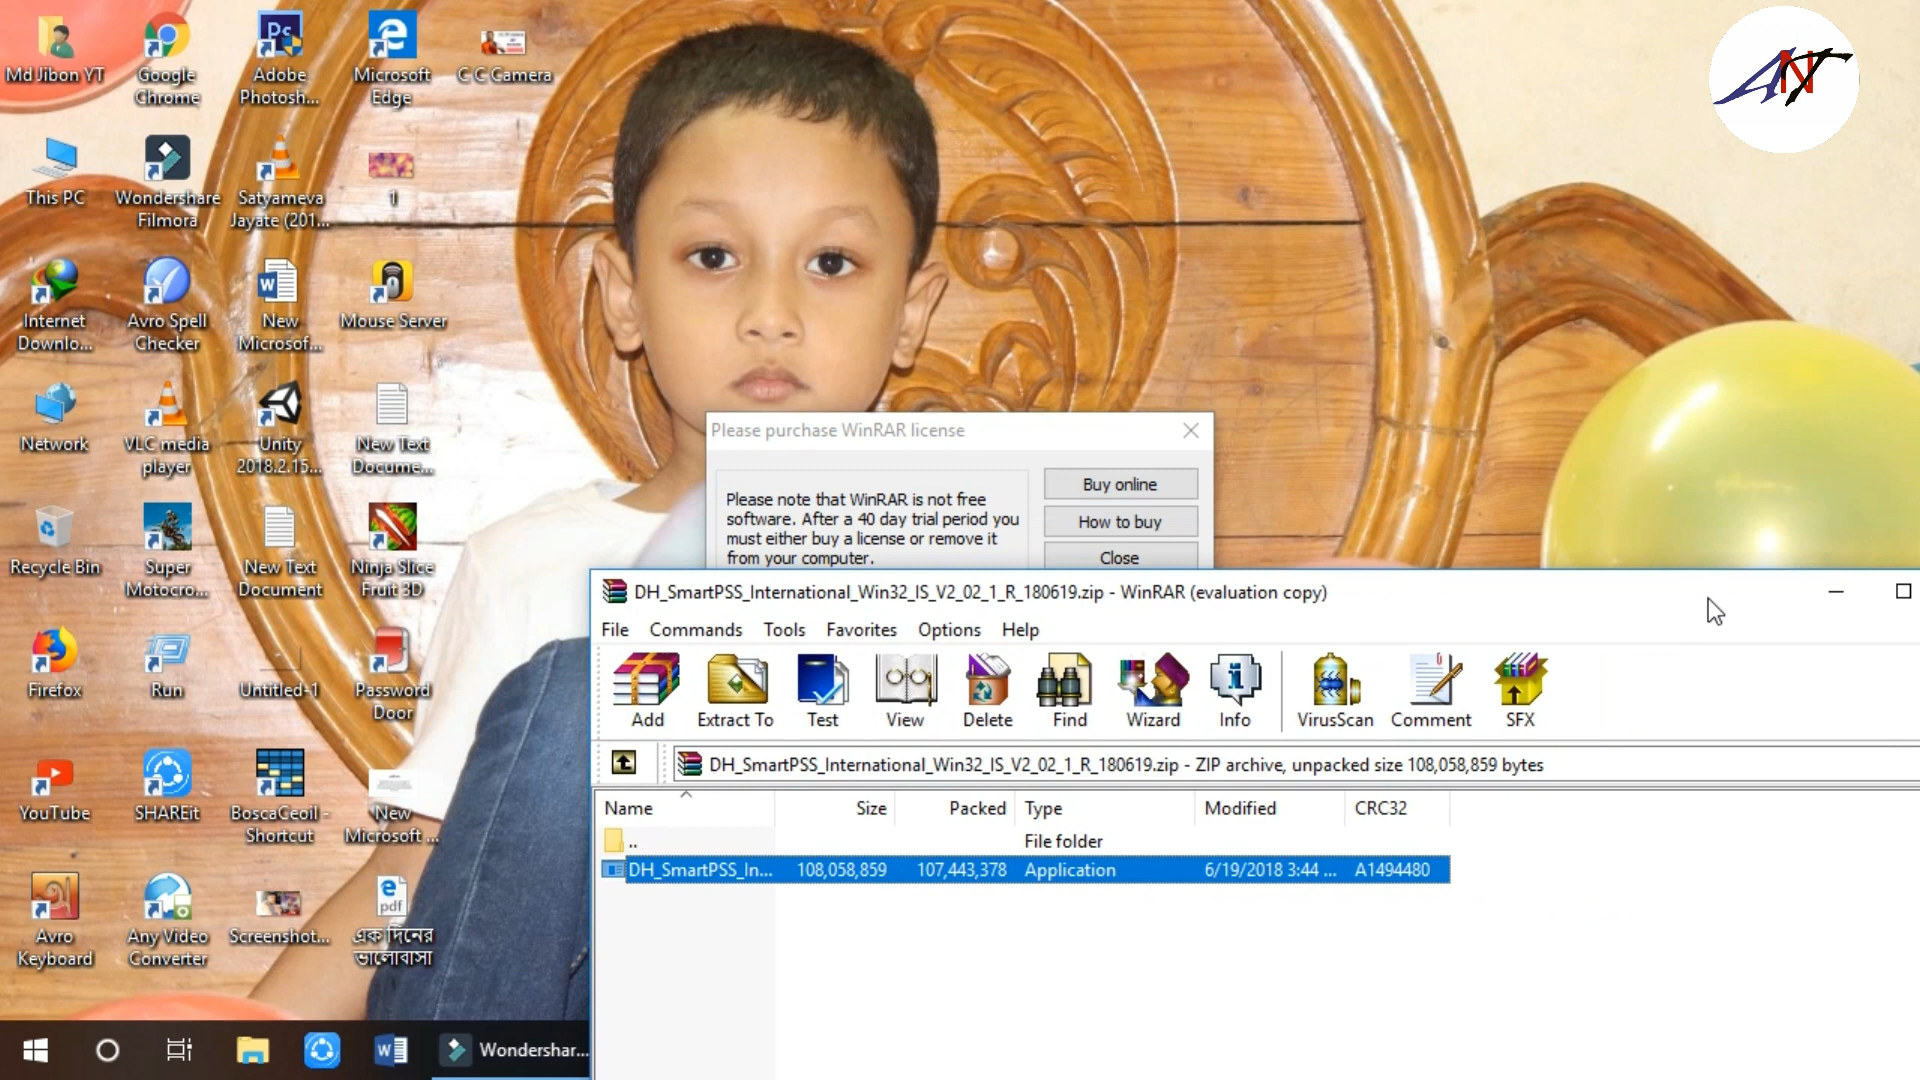 Md Jibon YT
Google
Chrome
Adobe
Photosh...
Microsoft
Edge
C C Camera
ANT
This PC
Wondershare
Filmora
Satyameva
Jayate (201...
1
Internet
Downlo...
Avro Spell
Checker
New
Microsof...
Mouse Server
Network
VLC media
player
Unity
2018.2.15...
New Text
Docume...
Recycle Bin
Super
Motocro...
New Text
Document
Ninja Slice
Fruit 3D
Firefox
Run
Untitled-1
Password
Door
YouTube
SHAREit
BoscaCeoil -
Shortcut
New
Microsoft ...
Avro
Keyboard
Any Video
Converter
Screenshot...
pdf
এক দিনের
ভালোবাসা
Please purchase WinRAR license
Please note that WinRAR is not free
software. After a 40 day trial period you
must either buy a license or remove it
from your computer.
Buy online
How to buy
Close
DH_SmartPSS_International_Win32_IS_V2_02_1_R_180619.zip - WinRAR (evaluation copy)
File Commands Tools Favorites Options Help
Add Extract To Test View Delete Find Wizard Info VirusScan Comment SFX
DH_SmartPSS_International_Win32_IS_V2_02_1_R_180619.zip - ZIP archive, unpacked size 108,058,859 bytes
Name Size Packed Type Modified CRC32
.. File folder
DH_SmartPSS_In... 108,058,859 107,443,378 Application 6/19/2018 3:44 ... A1494480
Wondershar...